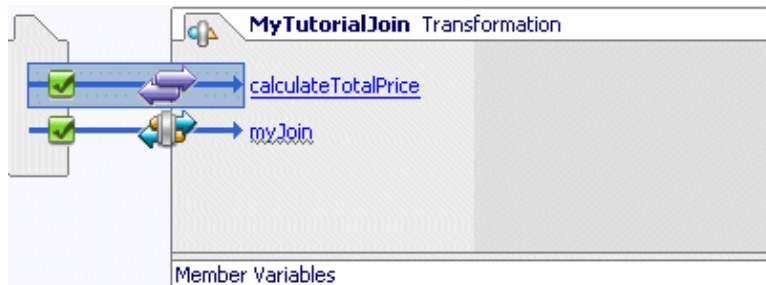 MyTutorialJoin Transformation
calculateTotalPrice
myJoin
Member Variables